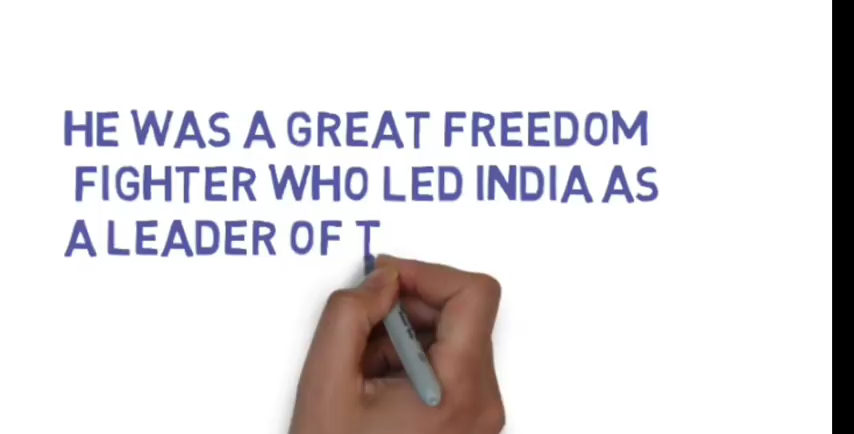 HE WAS A GREAT FREEDOM
FIGHTER WHO LED INDIA AS
A LEADER OF T